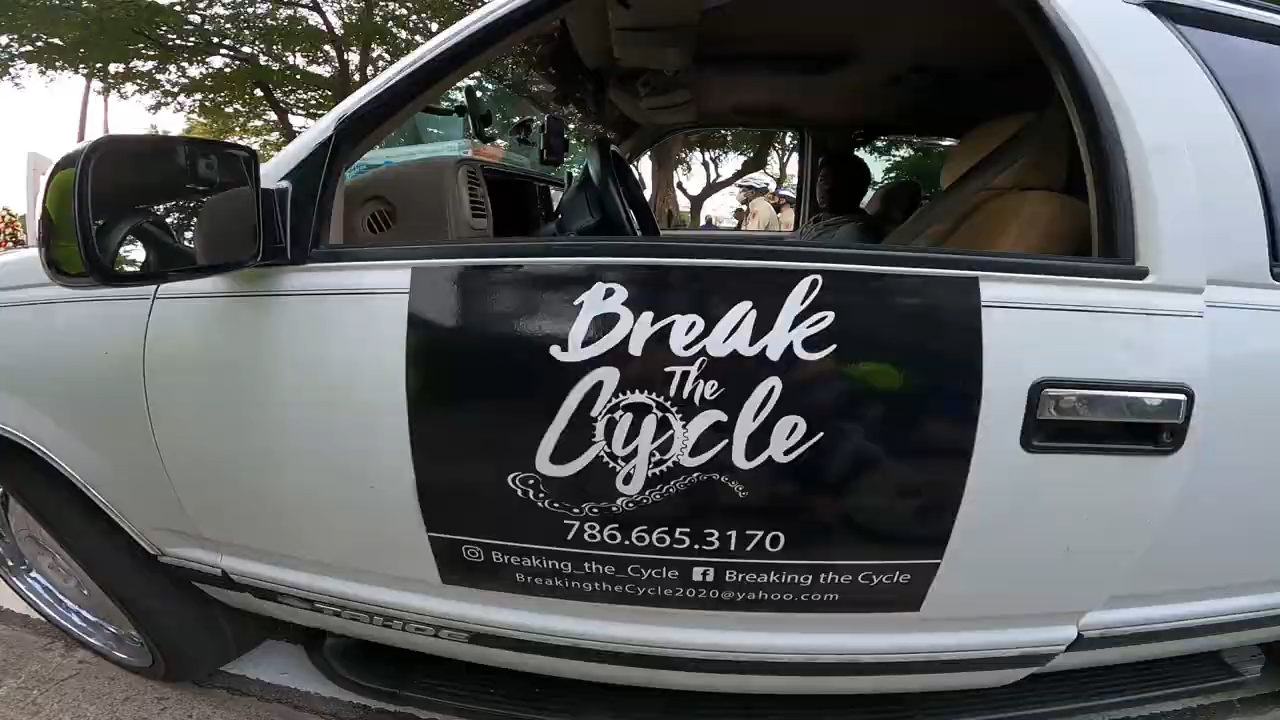 Break
The
Cycle
786.665.3170
Breaking_the_Cycle Breaking the Cycle
BreakingtheCycle2020@yahoo.com
TAHOE